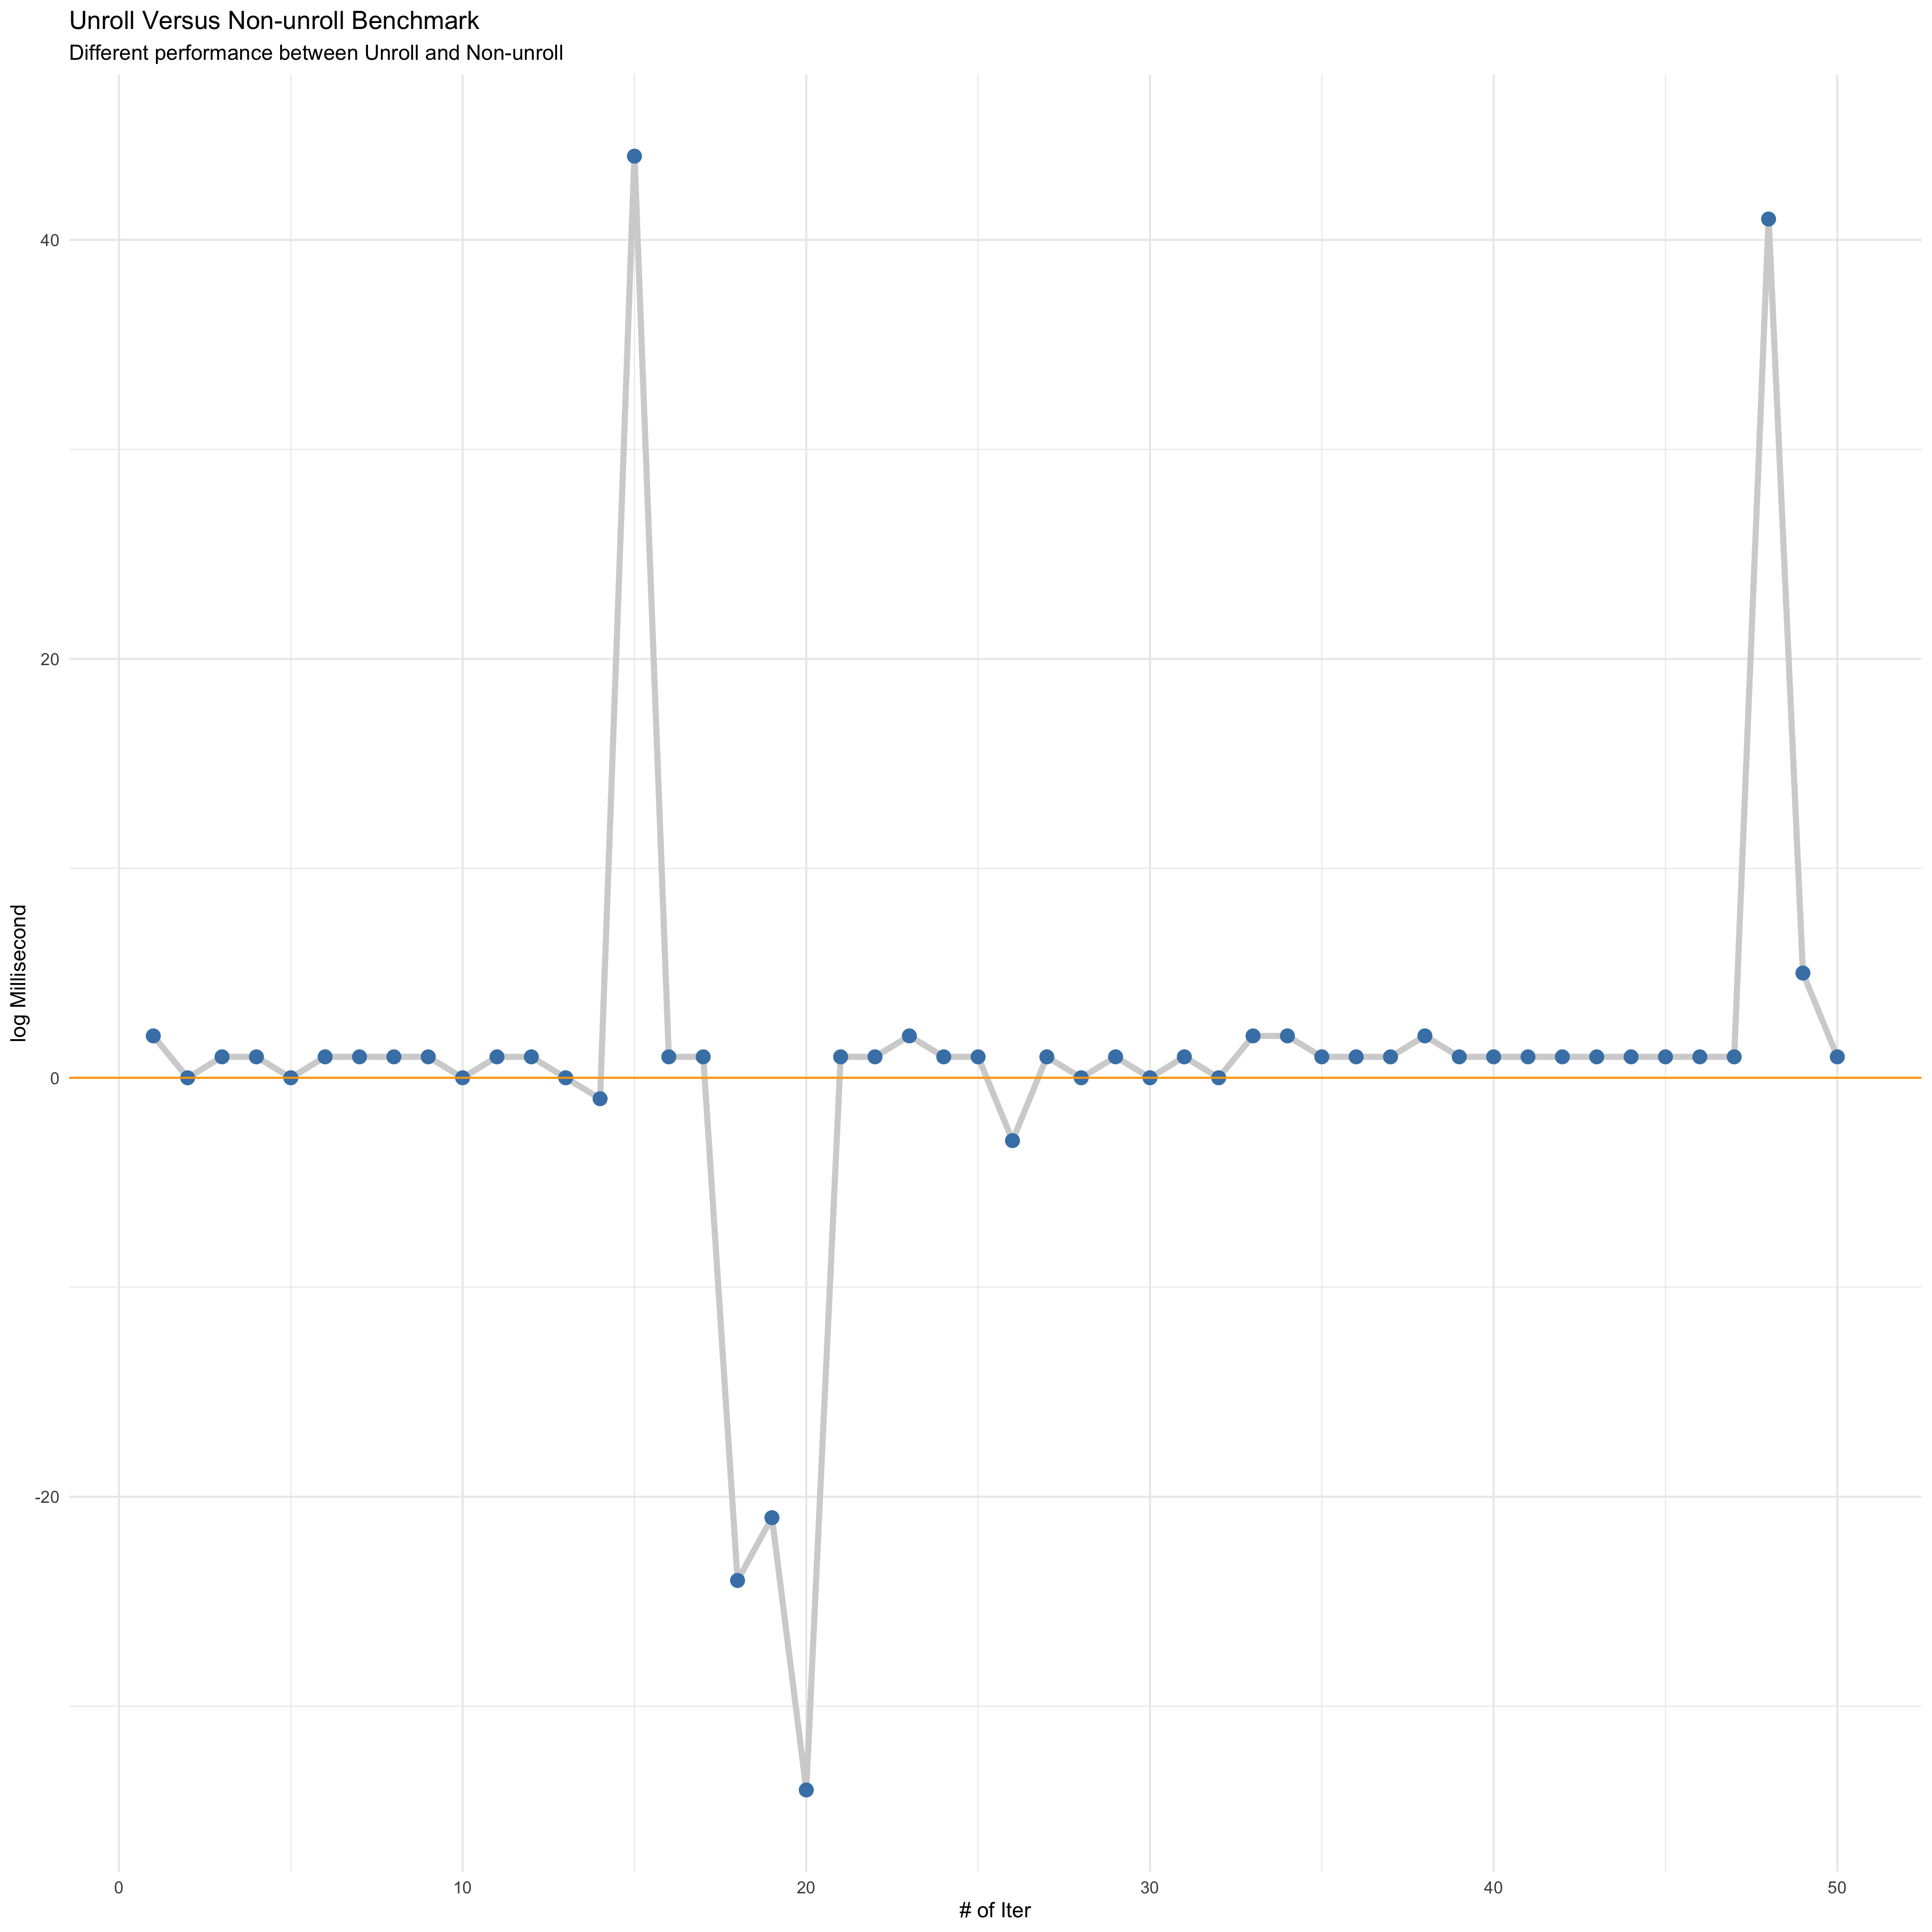 Unroll Versus Non-unroll Benchmark
Different performance between Unroll and Non-unroll
log Millisecond
40
20
0
-20
0
10
20
30
40
50
# of Iter